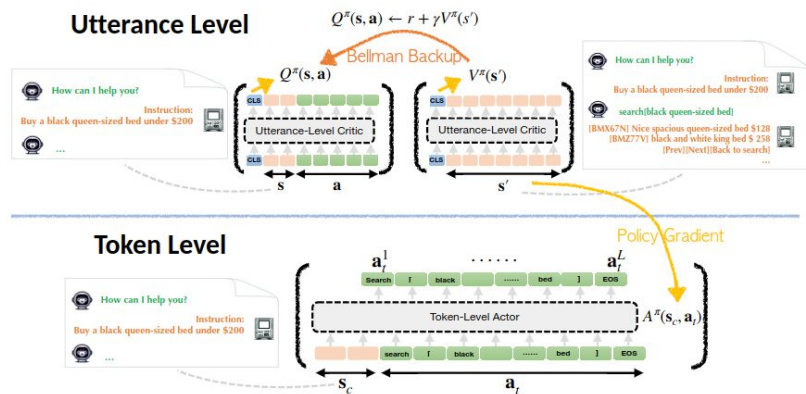 Utterance Level
Q^π(s, a) ← r + γV^π(s′)
Bellman Backup
Q^π(s, a)
V^π(s′)
How can I help you?
Instruction:
Buy a black queen-sized bed under $200
...
CLS
Utterance-Level Critic
CLS
s
a
CLS
Utterance-Level Critic
CLS
s′
How can I help you?
Instruction:
Buy a black queen-sized bed under $200
search[black queen-sized bed]
[BMX67N] Nice spacious queen-sized bed $128
[BMZ77V] black and white king bed $ 258
[Prev][Next][Back to search]
...
Token Level
Policy Gradient
How can I help you?
Instruction:
Buy a black queen-sized bed under $200
...
a_t^1 ...... a_t^L
Search [ black ...... bed ] EOS
Token-Level Actor
A^π(s_c, a_t)
search [ black ...... bed ] EOS
s_c
a_t